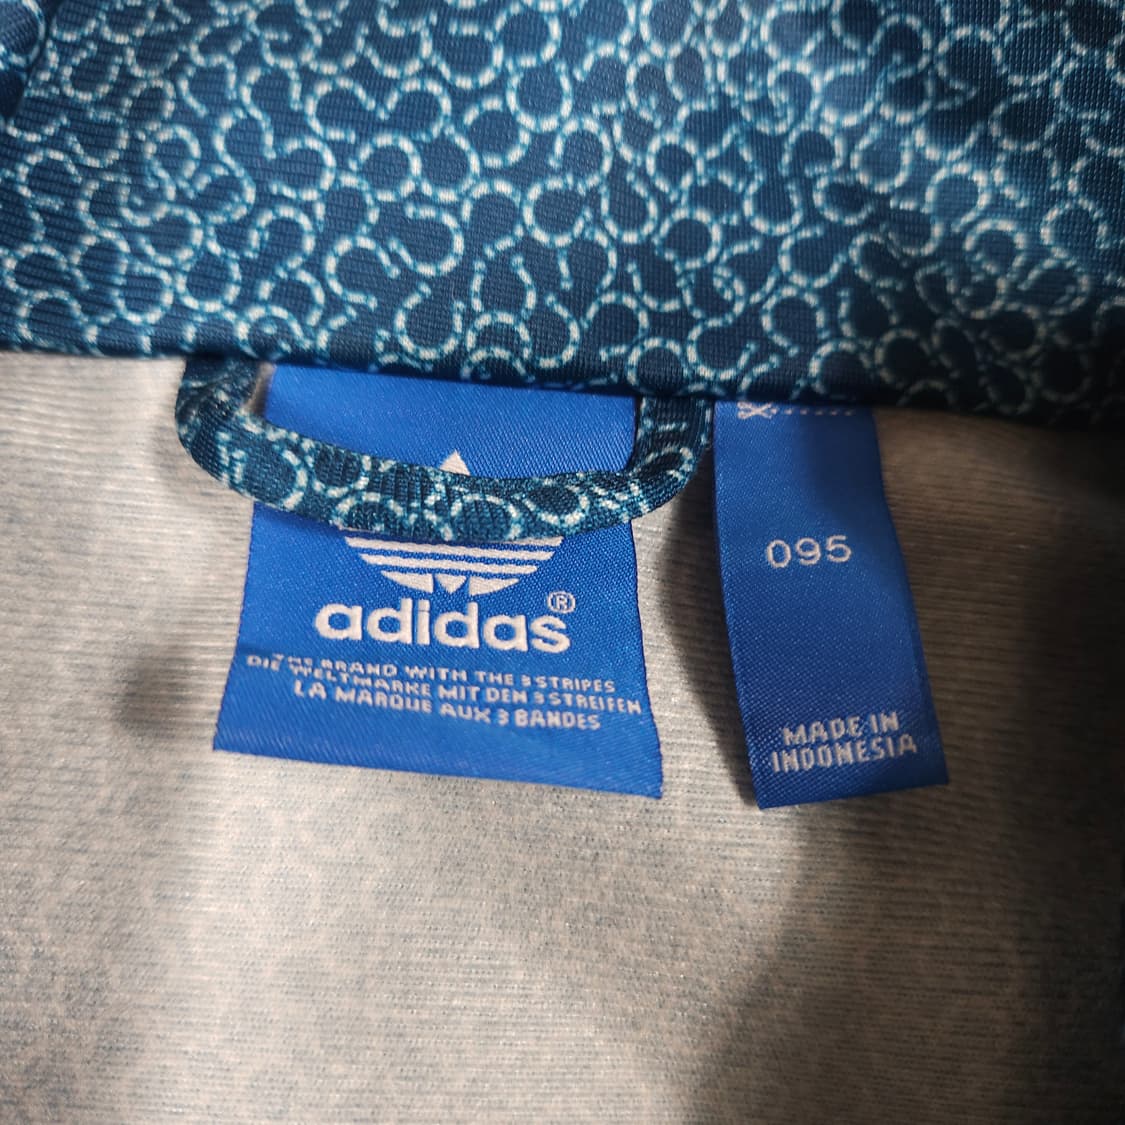 adidas®
THE BRAND WITH THE 3 STRIPES
DIE WELTMARKE MIT DEN 3 STREIFEN
LA MARQUE AUX 3 BANDES
095
MADE IN
INDONESIA